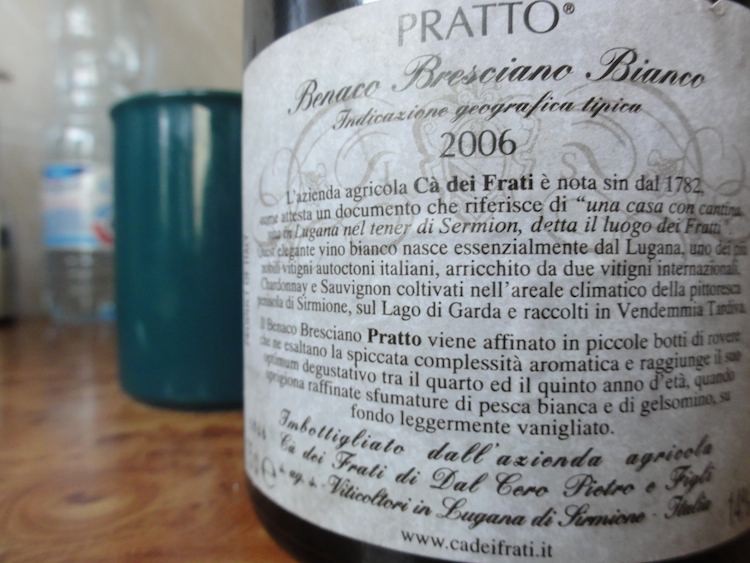 PRATTO®
Benaco Bresciano Bianco
Indicazione geografica tipica
2006
L'azienda agricola Cà dei Frati è nota sin dal 1782,
come attesta un documento che riferisce di "una casa con cantina
sita in Lugana nel tener di Sermion, detta il luogo dei Fratti"
Quest'elegante vino bianco nasce essenzialmente dal Lugana, uno dei più
nobili vitigni autoctoni italiani, arricchito da due vitigni internazionali,
Chardonnay e Sauvignon coltivati nell'areale climatico della pittoresca
penisola di Sirmione, sul Lago di Garda e raccolti in Vendemmia Tardiva.
Il Benaco Bresciano Pratto viene affinato in piccole botti di rovere
che ne esaltano la spiccata complessità aromatica e raggiunge il suo
optimum degustativo tra il quarto ed il quinto anno d'età, quando
sprigiona raffinate sfumature di pesca bianca e di gelsomino, su
fondo leggermente vanigliato.
Imbottigliato dall'azienda agricola
Cà dei Frati di Dal Cero Pietro e Figli
s. ag. s. - Viticoltori in Lugana di Sirmione - Italia
www.cadeifrati.it